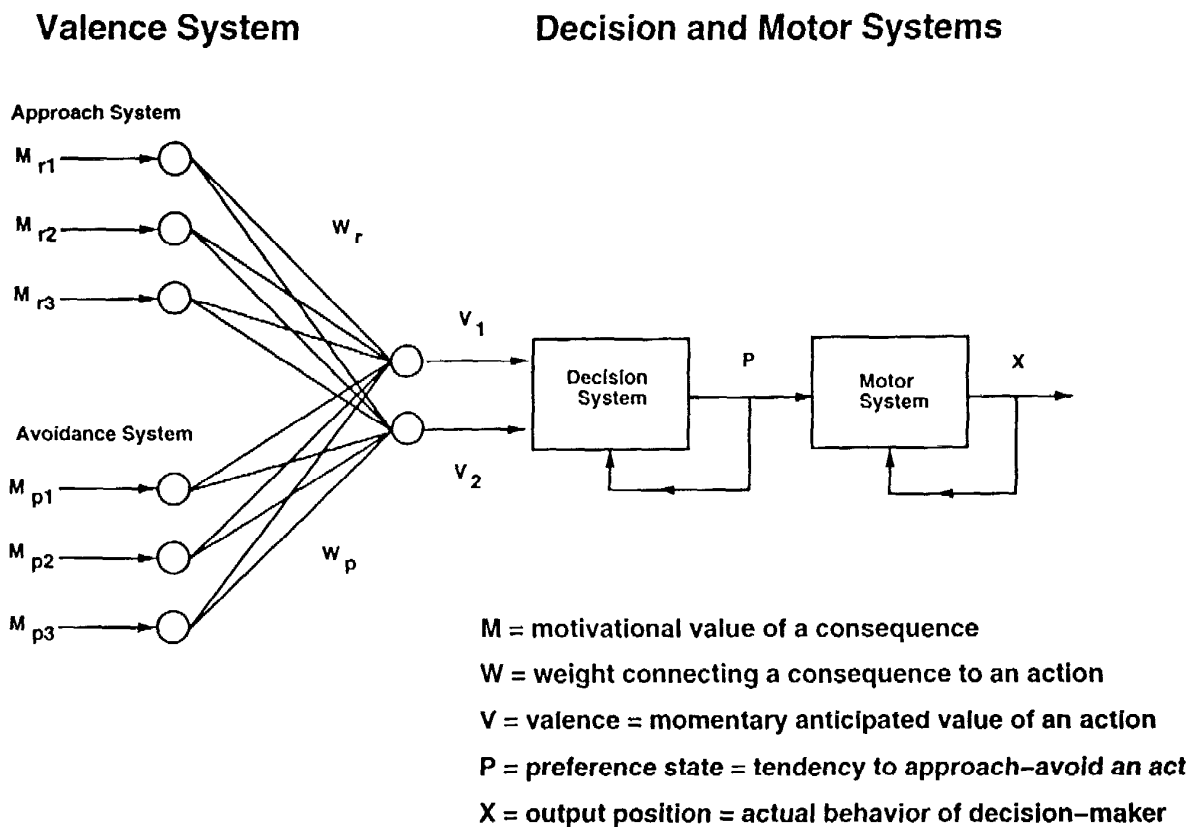 Valence System
Decision and Motor Systems
Approach System
M r1
M r2
M r3
W r
V 1
V 2
Decision System
P
Motor System
X
Avoidance System
M p1
M p2
M p3
W p
M = motivational value of a consequence
W = weight connecting a consequence to an action
V = valence = momentary anticipated value of an action
P = preference state = tendency to approach–avoid an act
X = output position = actual behavior of decision–maker